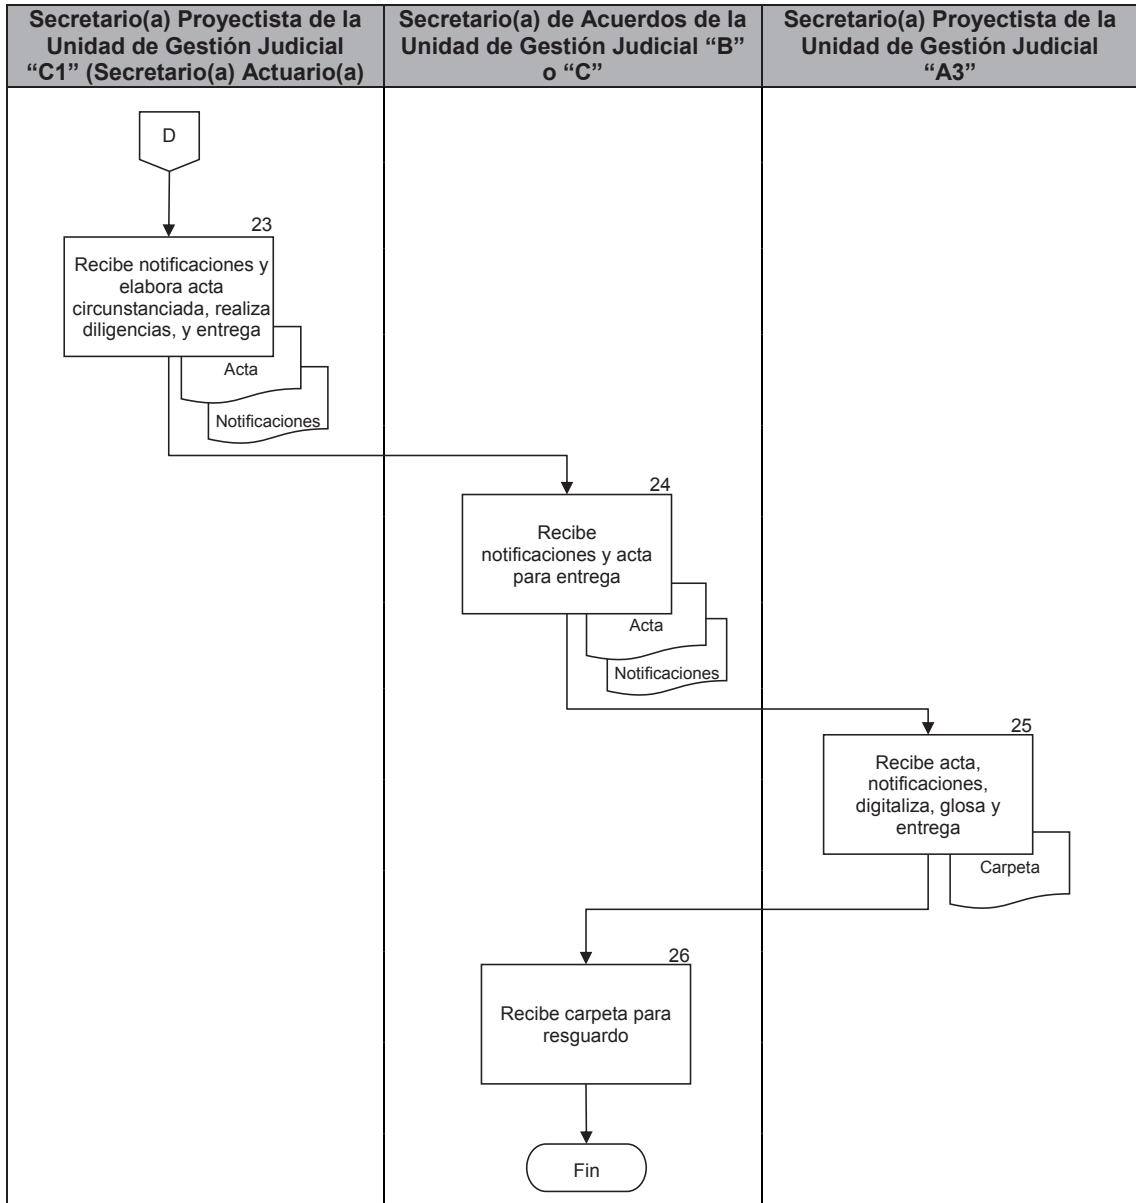 Secretario(a) Proyectista de la
Unidad de Gestión Judicial
“C1” (Secretario(a) Actuario(a)
Secretario(a) de Acuerdos de la
Unidad de Gestión Judicial “B”
o “C”
Secretario(a) Proyectista de la
Unidad de Gestión Judicial
“A3”
D
23
Recibe notificaciones y
elabora acta
circunstanciada, realiza
diligencias, y entrega
Acta
Notificaciones
24
Recibe
notificaciones y acta
para entrega
Acta
Notificaciones
25
Recibe acta,
notificaciones,
digitaliza, glosa y
entrega
Carpeta
26
Recibe carpeta para
resguardo
Fin